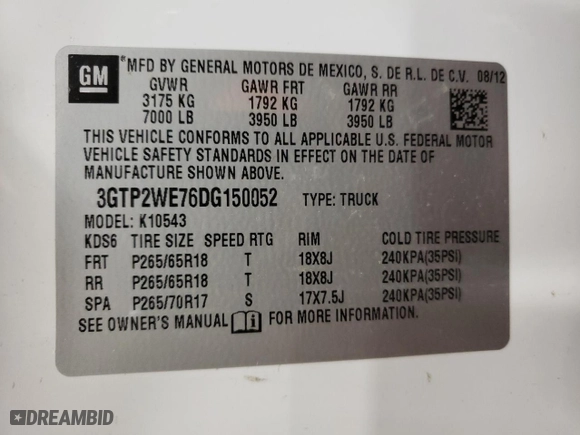 GM
MFD BY GENERAL MOTORS DE MEXICO, S. DE R.L. DE C.V. 08/12
GVWR GAWR FRT GAWR RR
3175 KG 1792 KG 1792 KG
7000 LB 3950 LB 3950 LB
THIS VEHICLE CONFORMS TO ALL APPLICABLE U.S. FEDERAL MOTOR
VEHICLE SAFETY STANDARDS IN EFFECT ON THE DATE OF
MANUFACTURE SHOWN ABOVE.
3GTP2WE76DG150052 TYPE: TRUCK
MODEL: K10543
KDS6 TIRE SIZE SPEED RTG RIM COLD TIRE PRESSURE
FRT P265/65R18 T 18X8J 240KPA(35PSI)
RR P265/65R18 T 18X8J 240KPA(35PSI)
SPA P265/70R17 S 17X7.5J 240KPA(35PSI)
SEE OWNER'S MANUAL FOR MORE INFORMATION.
DREAMBID